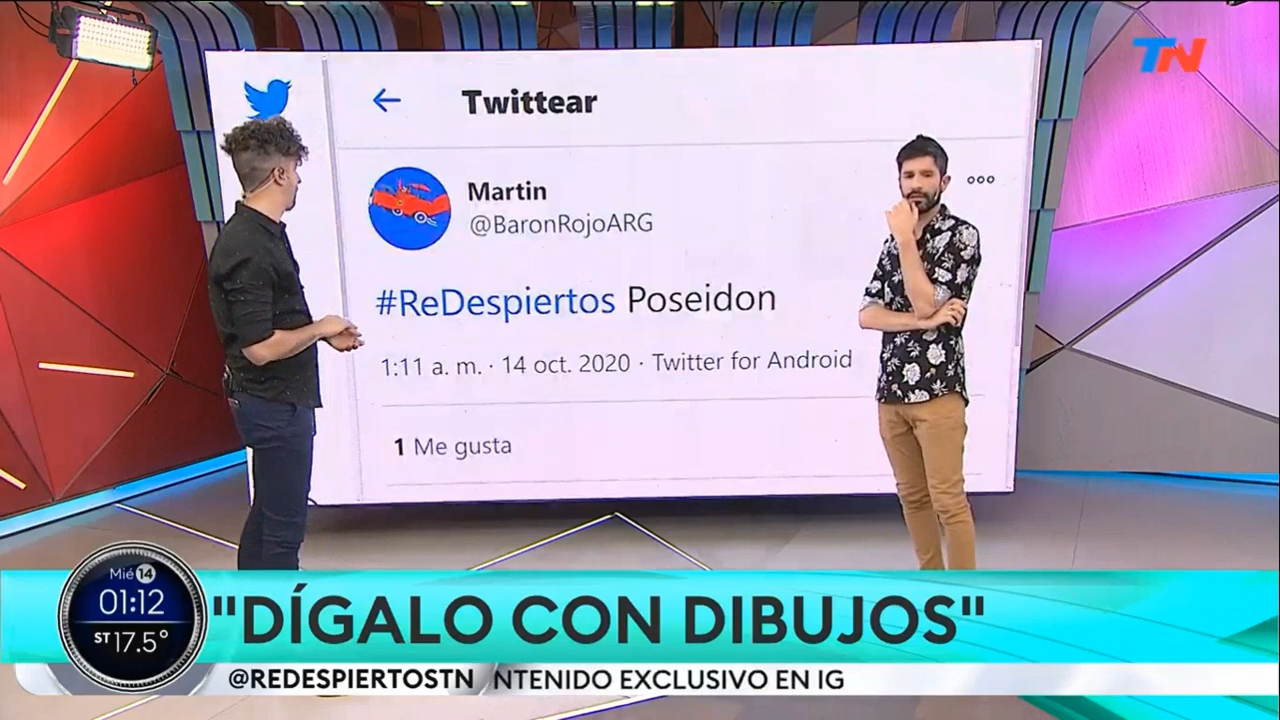 TN
Twittear
Martin
@BaronRojoARG
#ReDespiertos Poseidon
1:11 a. m. · 14 oct. 2020 · Twitter for Android
1 Me gusta
Mié 14
01:12
ST 17.5°
"DÍGALO CON DIBUJOS"
@REDESPIERTOSTN NTENIDO EXCLUSIVO EN IG